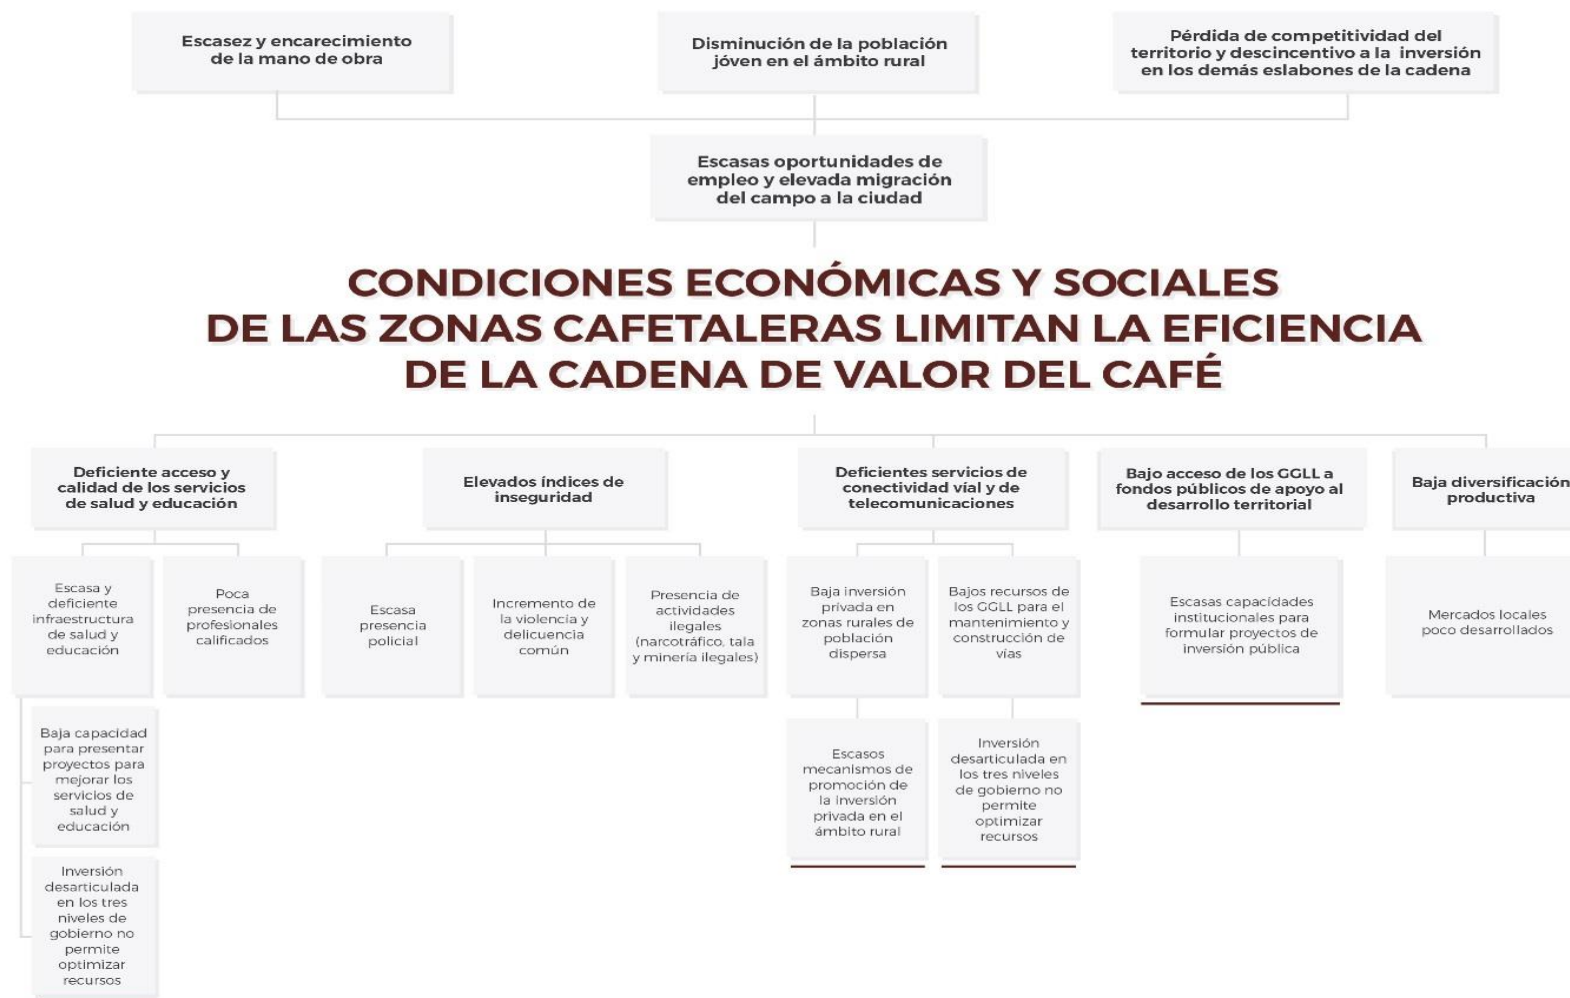 Escasez y encarecimiento
de la mano de obra
Disminución de la población
jóven en el ámbito rural
Pérdida de competitividad del
territorio y descincentivo a la inversión
en los demás eslabones de la cadena
Escasas oportunidades de
empleo y elevada migración
del campo a la ciudad
CONDICIONES ECONÓMICAS Y SOCIALES
DE LAS ZONAS CAFETALERAS LIMITAN LA EFICIENCIA
DE LA CADENA DE VALOR DEL CAFÉ
Deficiente acceso y
calidad de los servicios
de salud y educación
Elevados índices de
inseguridad
Deficientes servicios de
conectividad víal y de
telecomunicaciones
Bajo acceso de los GGLL a
fondos públicos de apoyo al
desarrollo territorial
Baja diversificación
productiva
Escasa y
deficiente
infraestructura
de salud y
educación
Poca
presencia de
profesionales
calificados
Escasa
presencia
policial
Incremento de
la violencia y
delicuencia
común
Presencia de
actividades
ilegales
(narcotráfico, tala
y minería ilegales)
Baja inversión
privada en
zonas rurales de
población
dispersa
Bajos recursos de
los GGLL para el
mantenimiento y
construcción de
vías
Escasas capacidades
institucionales para
formular proyectos de
inversión pública
Mercados locales
poco desarrollados
Baja capacidad
para presentar
proyectos para
mejorar los
servicios de
salud y
educación
Escasos
mecanismos de
promoción de
la inversión
privada en el
ámbito rural
Inversión
desarticulada en
los tres niveles
de gobierno no
permite
optimizar
recursos
Inversión
desarticulada
en los tres
niveles de
gobierno no
permite
optimizar
recursos